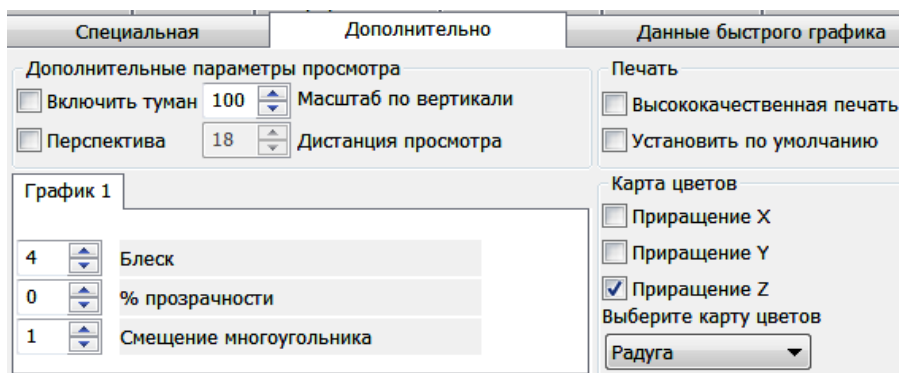 Специальная
Дополнительно
Данные быстрого графика
Дополнительные параметры просмотра
Включить туман 100 Масштаб по вертикали
Перспектива 18 Дистанция просмотра
Печать
Высококачественная печать
Установить по умолчанию
График 1
4 Блеск
0 % прозрачности
1 Смещение многоугольника
Карта цветов
Приращение X
Приращение Y
Приращение Z
Выберите карту цветов
Радуга